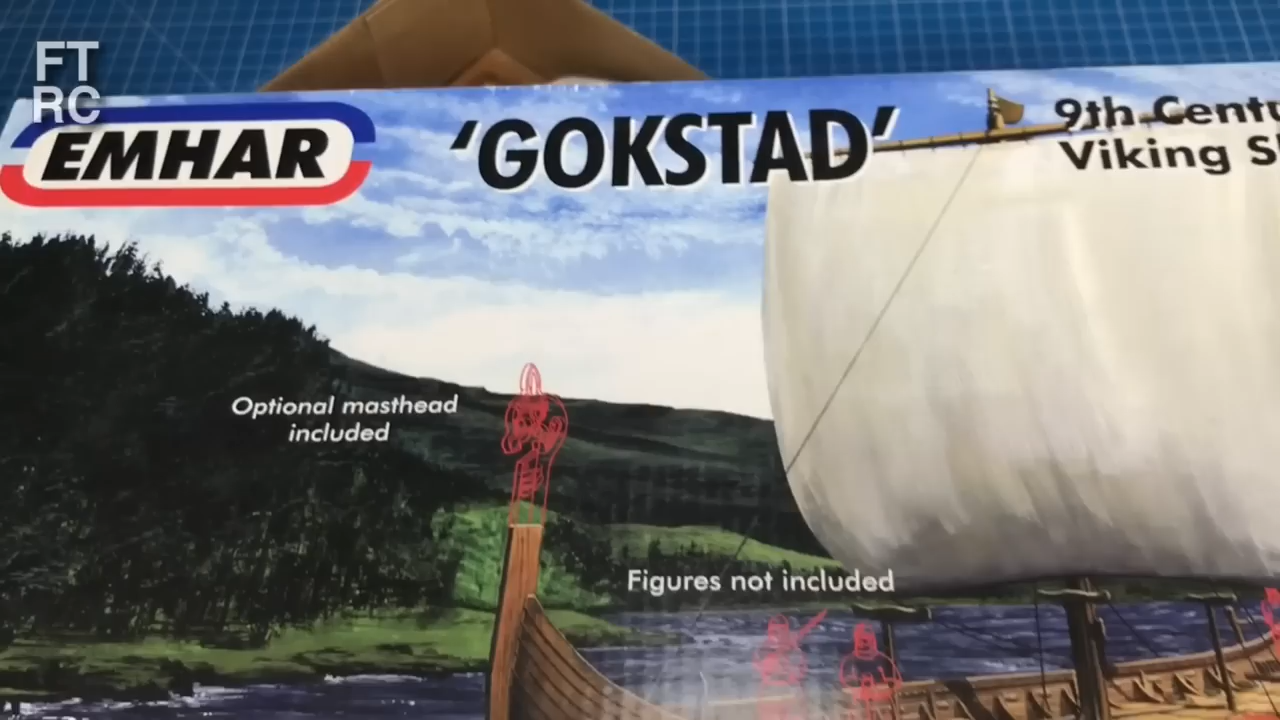 FT
RC
EMHAR
'GOKSTAD'
9th Centu
Viking S
Optional masthead
included
Figures not included